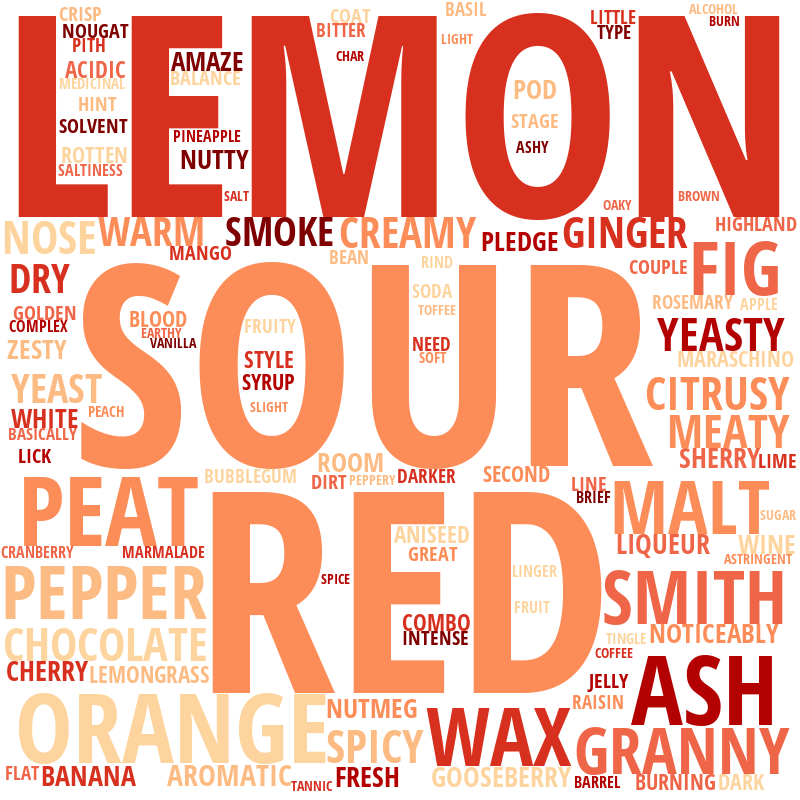 CRISP
COAT
BASIL
ALCOHOL
LITTLE
BURN
NOUGAT
BITTER
TYPE
PITH
LIGHT
LEMON
AMAZE
CHAR
ACIDIC
BALANCE
MEDICINAL
POD
HINT
STAGE
SOLVENT
PINEAPPLE
ASHY
ROTTEN
NUTTY
SALTINESS
SALT
OAKY
BROWN
NOSE
WARM
SMOKE
CREAMY
PLEDGE
GINGER
HIGHLAND
MANGO
BEAN
RIND
COUPLE
FIG
DRY
SODA
ROSEMARY
APPLE
GOLDEN
BLOOD
TOFFEE
COMPLEX
EARTHY
FRUITY
VANILLA
YEASTY
ZESTY
NEED
STYLE
SOFT
MARASCHINO
SOUR
SYRUP
YEAST
CITRUSY
PEACH
SLIGHT
WHITE
BASICALLY
MEATY
LICK
ROOM
SHERRY
LIME
BUBBLEGUM
DIRT
PEPPERY
DARKER
SECOND
LINE
BRIEF
PEAT
MALT
SUGAR
ANISEED
CRANBERRY
MARMALADE
GREAT
LIQUEUR
WINE
ASTRINGENT
SPICE
LINGER
RED
PEPPER
FRUIT
SMITH
COMBO
INTENSE
TINGLE
NOTICEABLY
CHOCOLATE
COFFEE
CHERRY
LEMONGRASS
JELLY
ASH
RAISIN
NUTMEG
ORANGE
SPICY
WAX
GRANNY
FLAT
BANANA
AROMATIC
TANNIC
FRESH
GOOSEBERRY
BARREL
BURNING
DARK